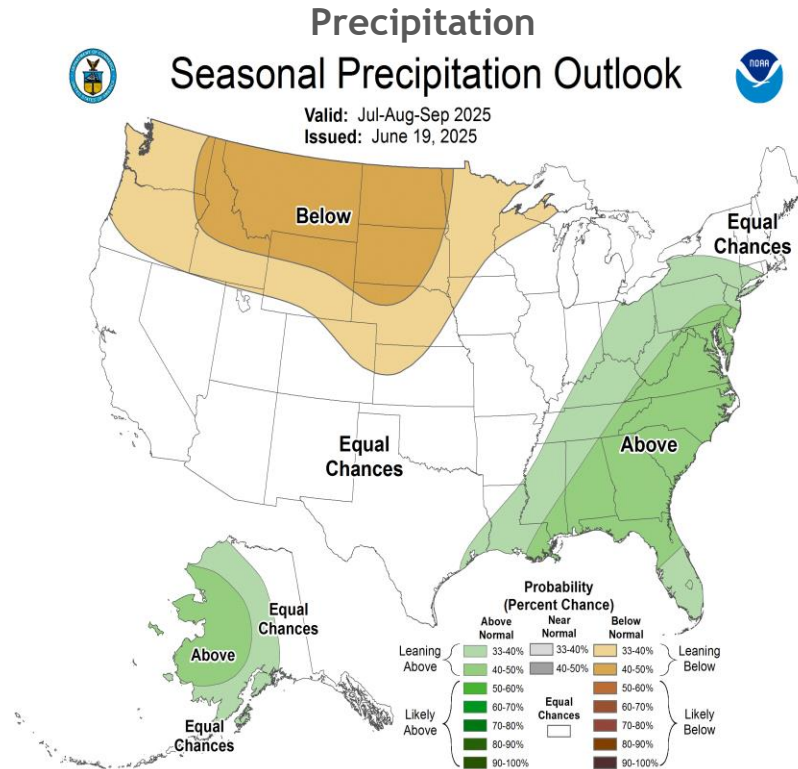 Precipitation
Seasonal Precipitation Outlook
NOAA
Valid: Jul-Aug-Sep 2025
Issued: June 19, 2025
Below
Equal
Chances
Equal
Chances
Above
Above
Equal
Chances
Equal
Chances
Probability
(Percent Chance)
Above Normal
Near Normal
Below Normal
Leaning Above
33-40%
33-40%
33-40%
Leaning Below
40-50%
40-50%
40-50%
50-60%
50-60%
Likely Above
60-70%
Equal Chances
60-70%
Likely Below
70-80%
70-80%
80-90%
80-90%
90-100%
90-100%